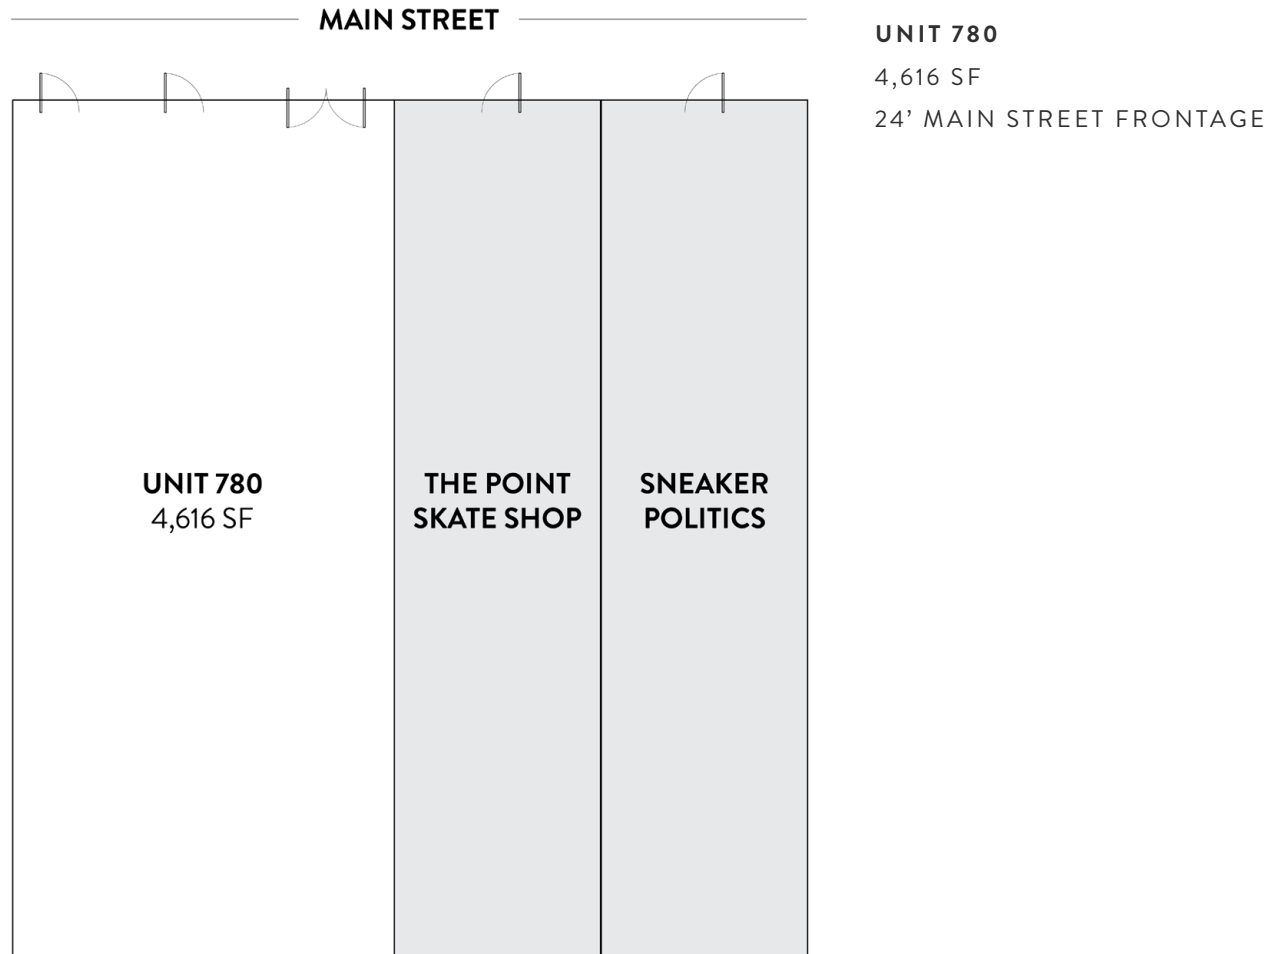 MAIN STREET
UNIT 780
4,616 SF
24’ MAIN STREET FRONTAGE
UNIT 780
4,616 SF
THE POINT
SKATE SHOP
SNEAKER
POLITICS